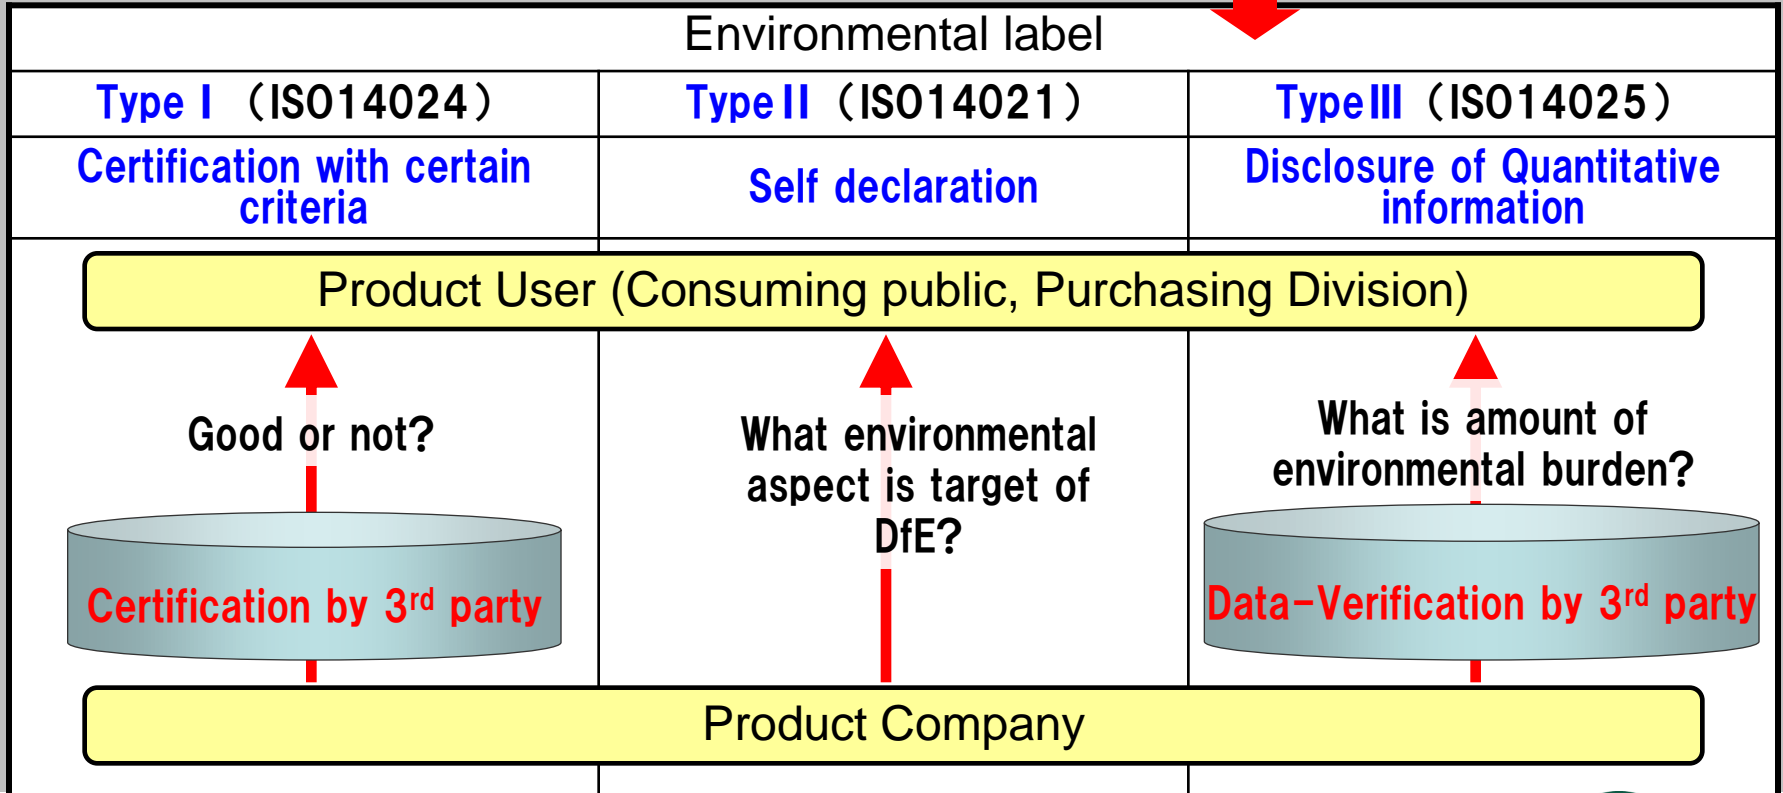 Environmental label
Type I （ISO14024）
Type II （ISO14021）
Type III （ISO14025）
Certification with certain
criteria
Self declaration
Disclosure of Quantitative
information
Product User (Consuming public, Purchasing Division)
Good or not?
What environmental
aspect is target of
DfE?
What is amount of
environmental burden?
Certification by 3rd party
Data-Verification by 3rd party
Product Company